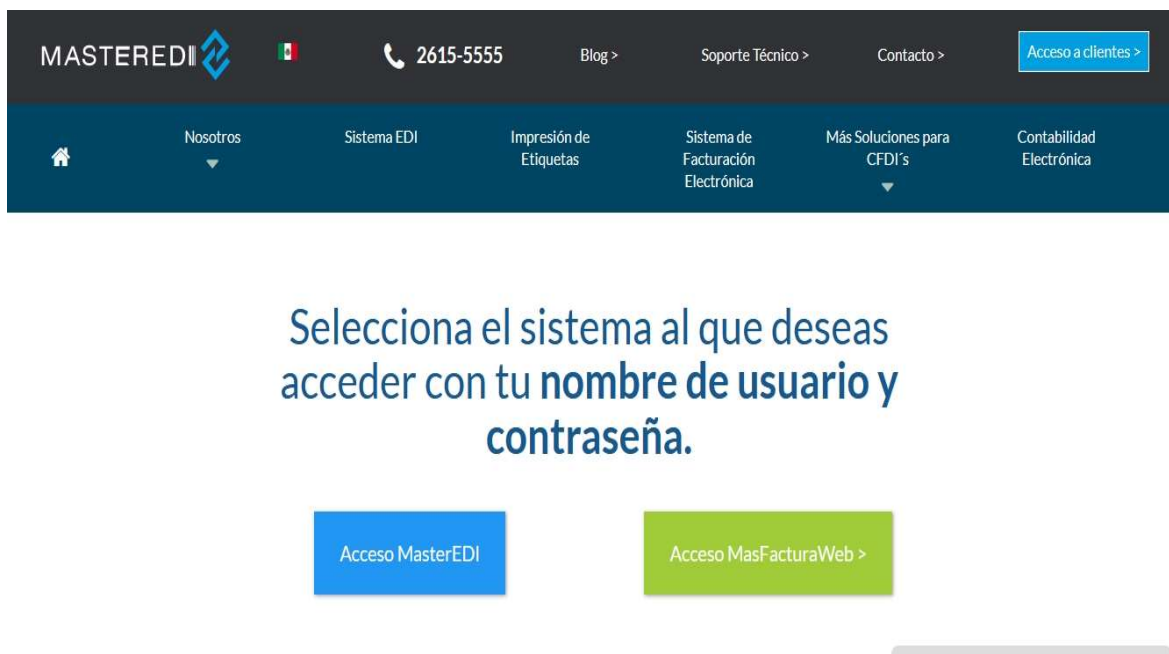 MASTEREDI
2615-5555
Blog >
Soporte Técnico >
Contacto >
Acceso a clientes >
Nosotros
Sistema EDI
Impresión de
Etiquetas
Sistema de
Facturación
Electrónica
Más Soluciones para
CFDI´s
Contabilidad
Electrónica
Selecciona el sistema al que deseas
acceder con tu nombre de usuario y
contraseña.
Acceso MasterEDI
Acceso MasFacturaWeb >